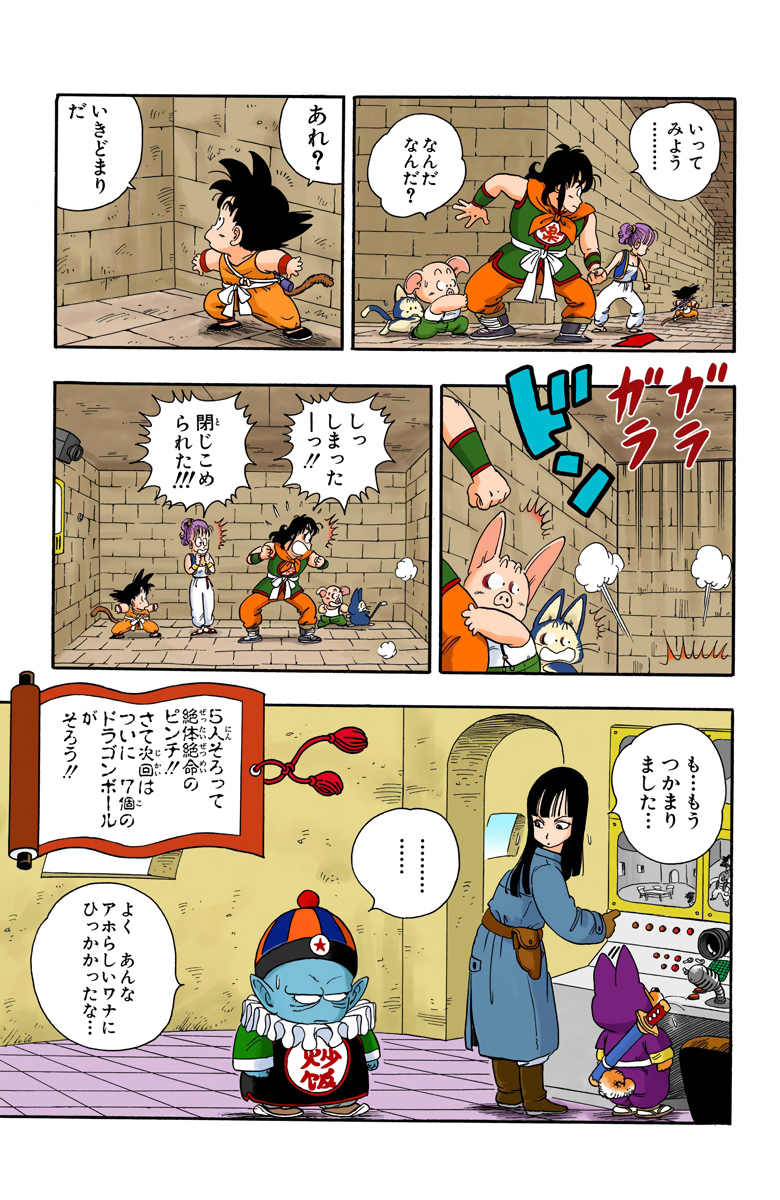 いって
みよう
………
なんだ
なんだ？
楽
あれ？
いきどまり
だ
ガラ
ガラ
ドンッ
しっ
しまった
ーっ!!
閉じこめ
られた!!!
5人そろって
絶体絶命の
ピンチ!!
さて次回は
ついに 7個の
ドラゴンボール
が
そろう!!
も…もう
つかまり
ました…
………
………
よく あんな
アホらしいワナに
ひっかかったな…
炒飯